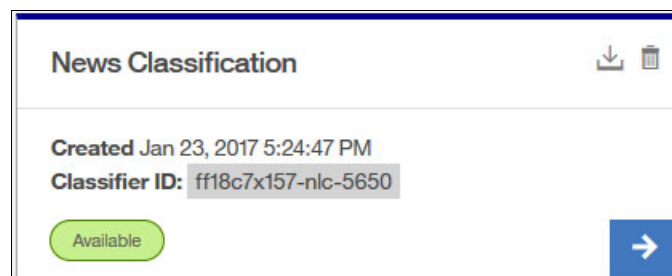 News Classification
Created Jan 23, 2017 5:24:47 PM
Classifier ID: ff18c7x157-nlc-5650
Available